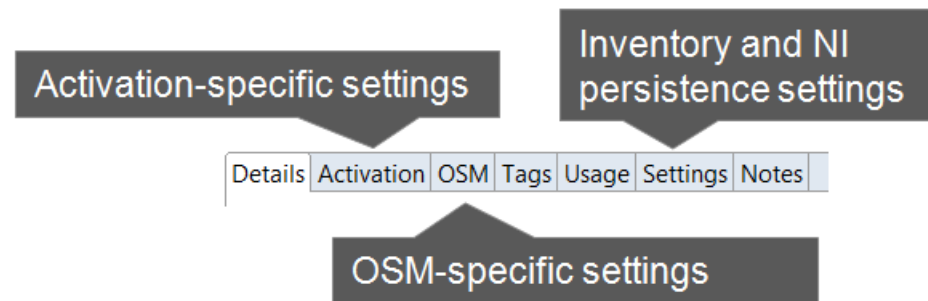 Inventory and NI
persistence settings
Activation-specific settings
Details Activation OSM Tags Usage Settings Notes
OSM-specific settings